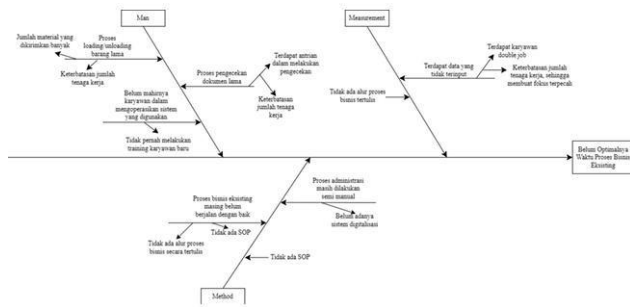 Man
Jumlah material yang
dikirimkan banyak
Proses
loading/unloading
barang lama
Keterbatasan jumlah
tenaga kerja
Proses pengecekan
dokumen lama
Terdapat antrian
dalam melakukan
pengecekan
Keterbatasan
jumlah tenaga
kerja
Belum mahirnya
karyawan dalam
mengoperasikan sistem
yang digunakan
Tidak pernah melakukan
training karyawan baru
Measurement
Terdapat data yang
tidak terinput
Terdapat karyawan
double job
Keterbatasan jumlah
tenaga kerja, sehingga
membuat fokus terpecah
Tidak ada alur proses
bisnis tertulis
Belum Optimalnya
Waktu Proses Bisnis
Eksisting
Proses bisnis eksisting
masing belum
berjalan dengan baik
Tidak ada SOP
Tidak ada alur proses
bisnis secara tertulis
Proses administrasi
masih dilakukan
semi manual
Belum adanya
sistem digitalisasi
Tidak ada SOP
Method